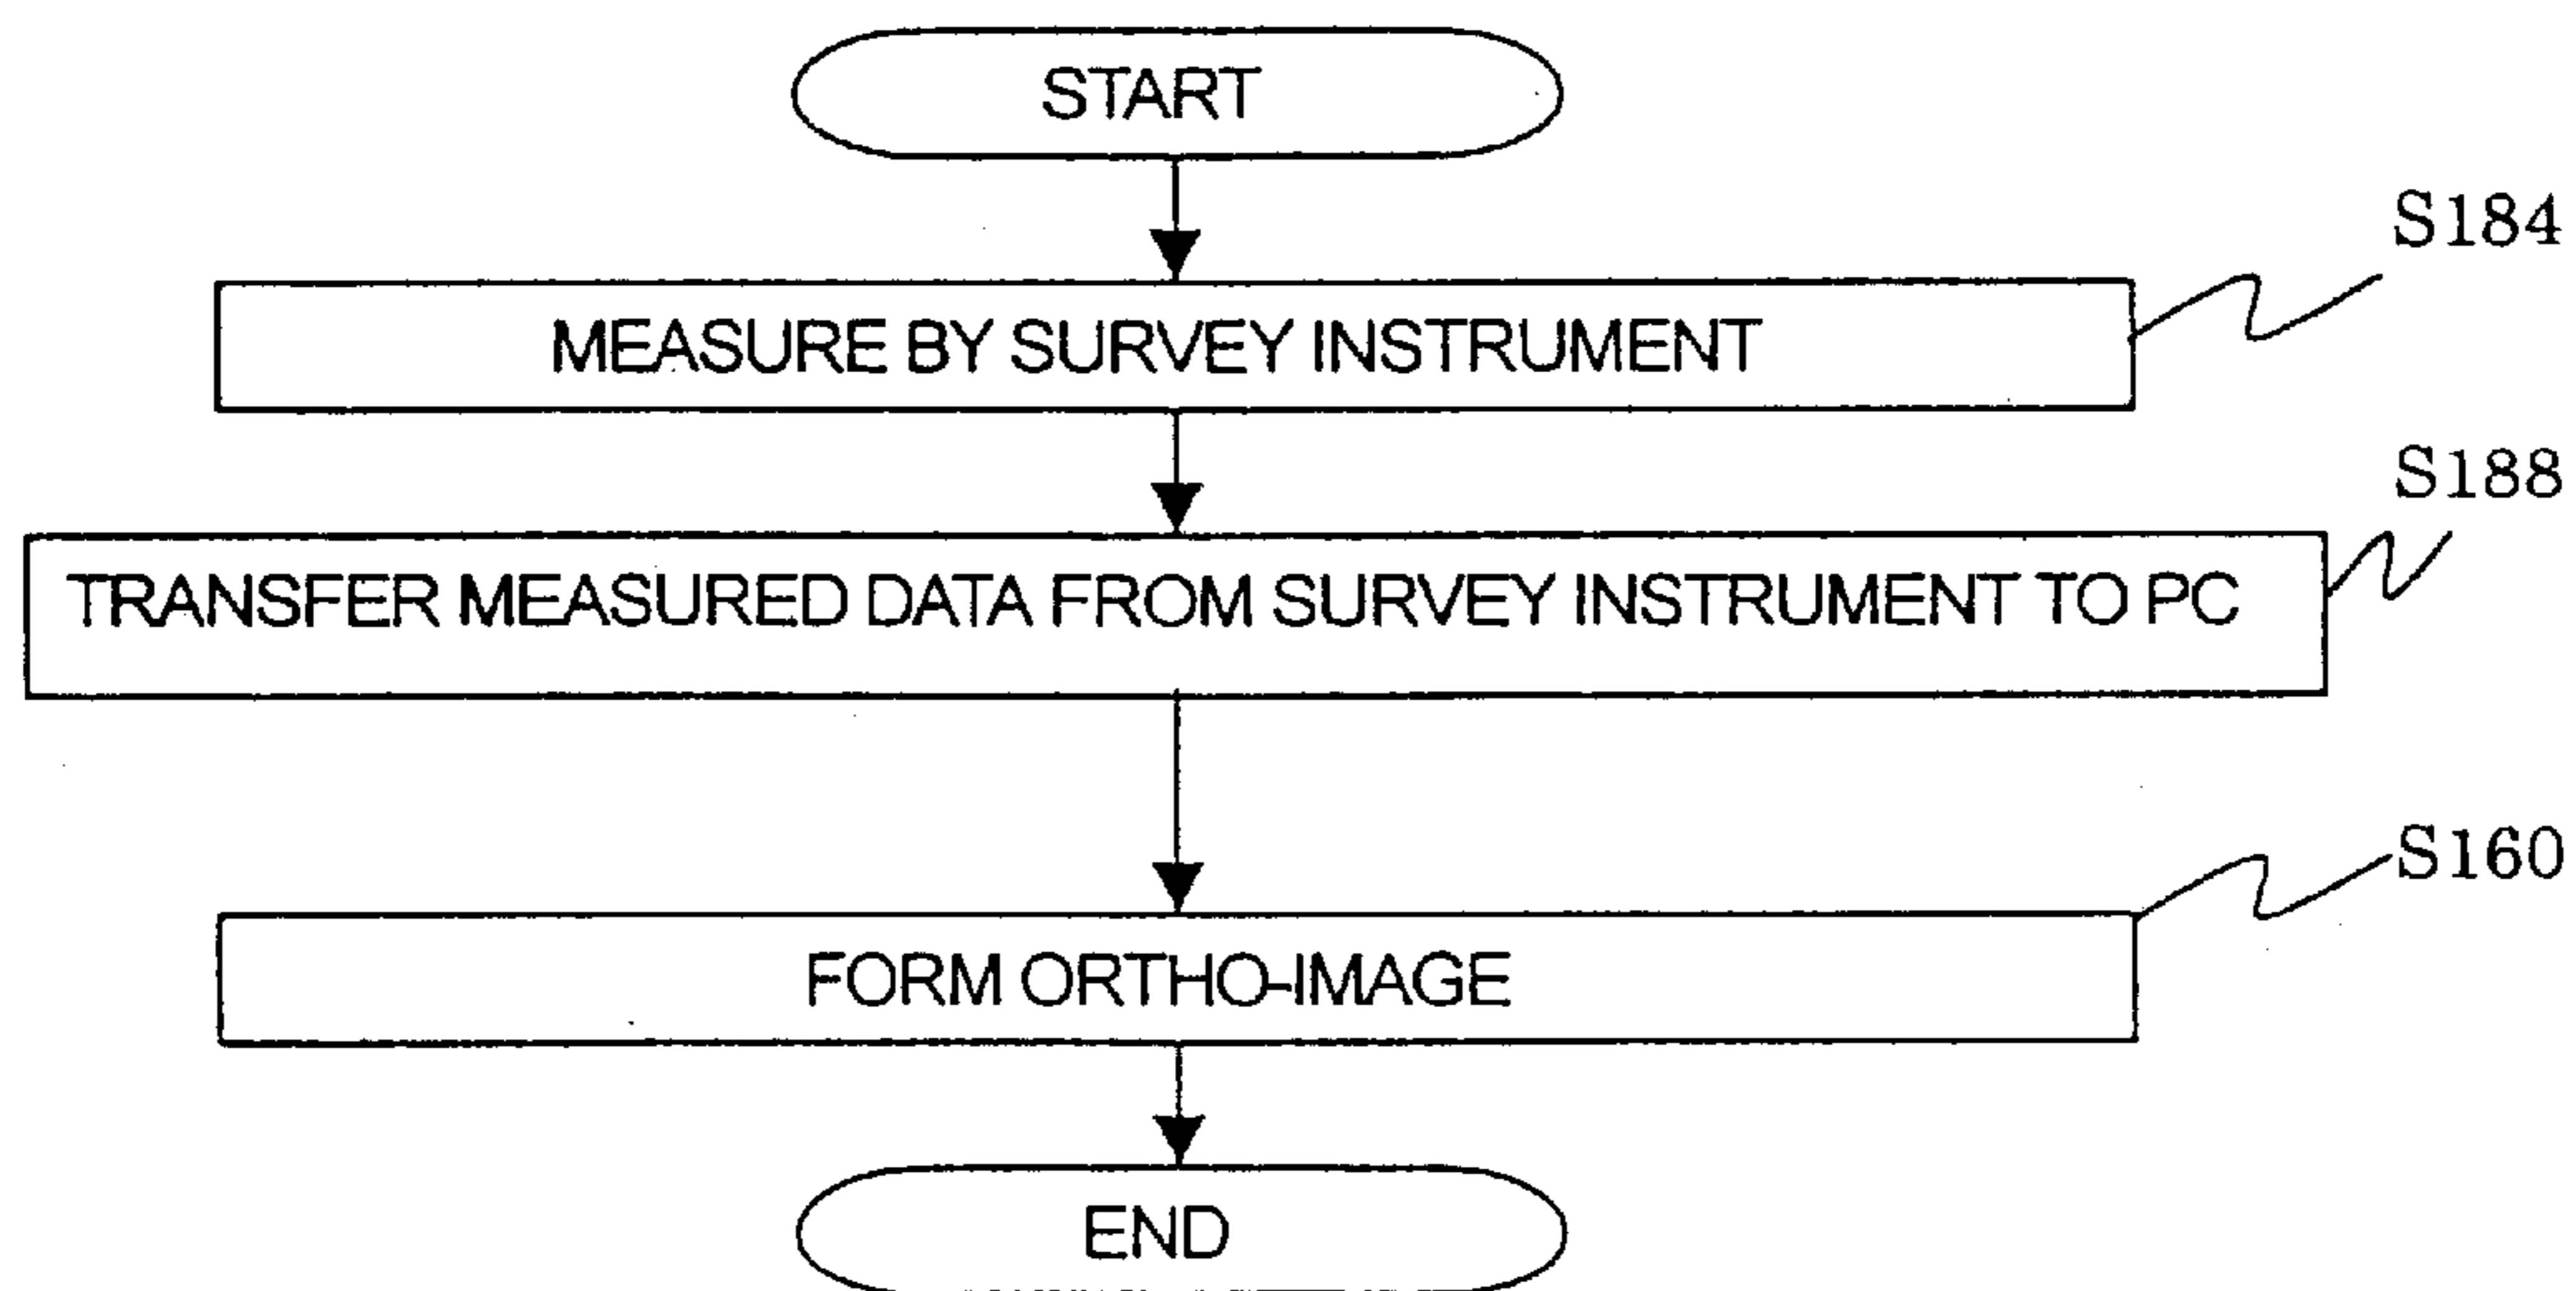 START
S184
MEASURE BY SURVEY INSTRUMENT
S188
TRANSFER MEASURED DATA FROM SURVEY INSTRUMENT TO PC
S160
FORM ORTHO-IMAGE
END